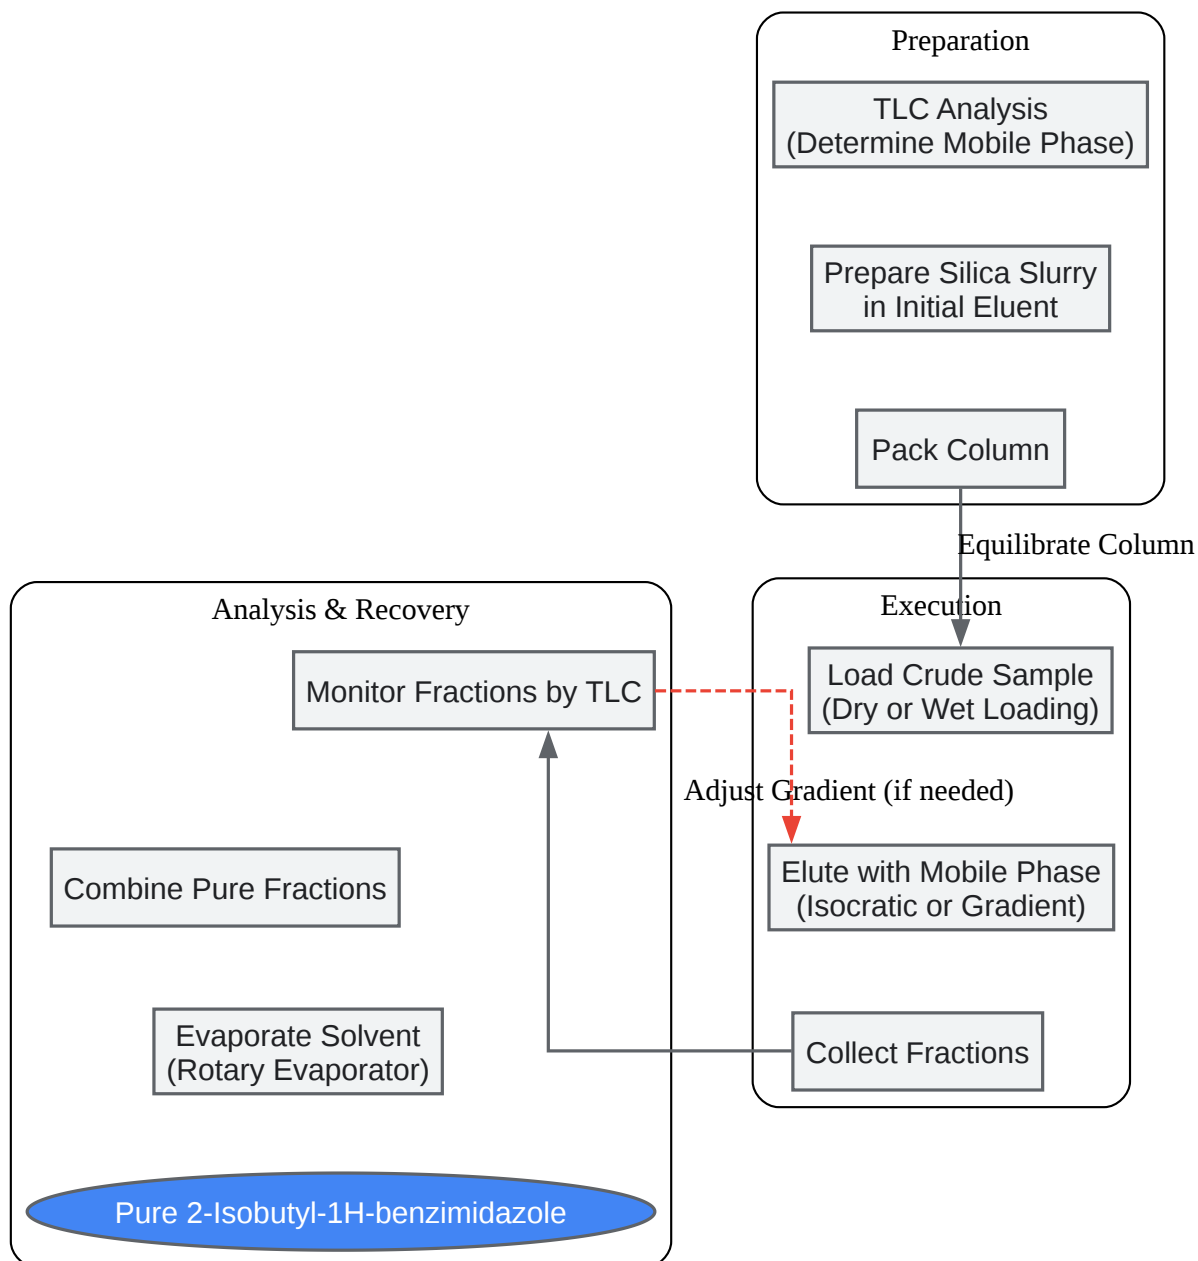 Preparation
TLC Analysis
(Determine Mobile Phase)
Prepare Silica Slurry
in Initial Eluent
Pack Column
Equilibrate Column
Execution
Load Crude Sample
(Dry or Wet Loading)
Adjust Gradient (if needed)
Elute with Mobile Phase
(Isocratic or Gradient)
Collect Fractions
Analysis & Recovery
Monitor Fractions by TLC
Combine Pure Fractions
Evaporate Solvent
(Rotary Evaporator)
Pure 2-Isobutyl-1H-benzimidazole